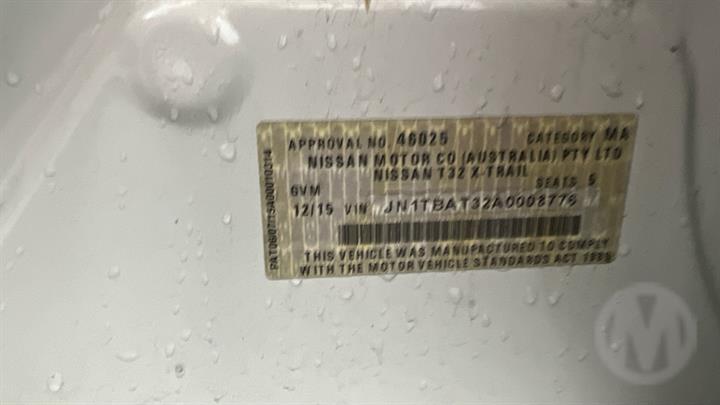 APPROVAL NO. 46025 CATEGORY MA
NISSAN MOTOR CO (AUSTRALIA) PTY LTD
NISSAN T32 X-TRAIL
GVM SEATS 5
12/15 VIN
THIS VEHICLE WAS MANUFACTURED TO COMPLY
WITH THE MOTOR VEHICLE STANDARDS ACT 1989
M